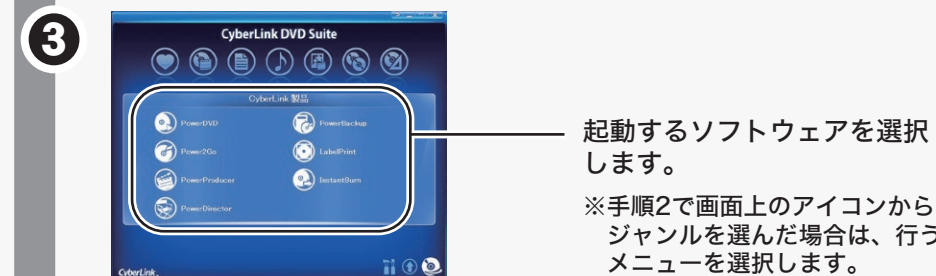 3
CyberLink DVD Suite
CyberLink 製品
PowerDVD
PowerBackup
Power2Go
LabelPrint
PowerProducer
InstantBurn
PowerDirector
CyberLink
起動するソフトウェアを選択
します。
※手順2で画面上のアイコンから
ジャンルを選んだ場合は、行う
メニューを選択します。